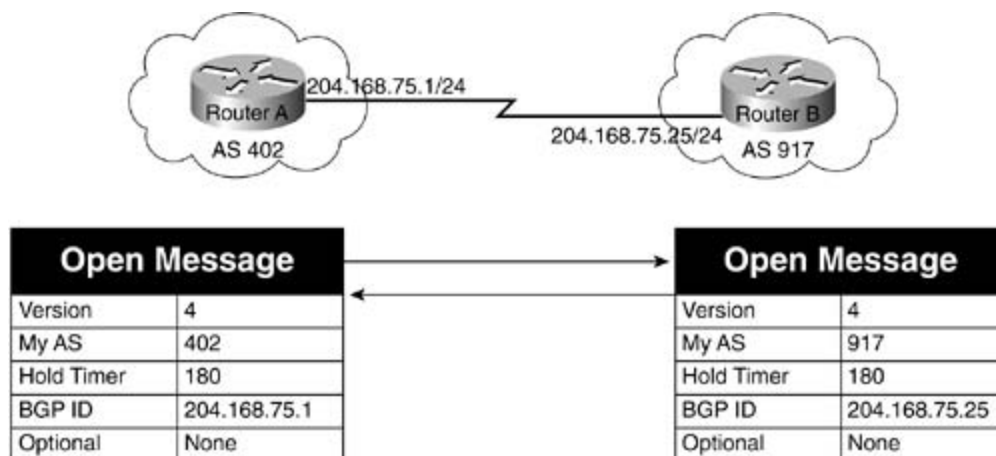 204.168.75.1/24
Router A
AS 402
Router B
204.168.75.25/24
AS 917
Open Message
Version 4
My AS 402
Hold Timer 180
BGP ID 204.168.75.1
Optional None
Open Message
Version 4
My AS 917
Hold Timer 180
BGP ID 204.168.75.25
Optional None